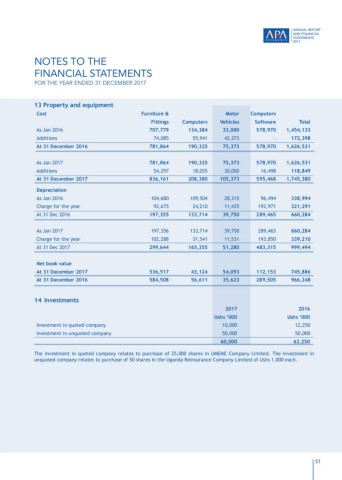 APA
ANNUAL REPORT
AND FINANCIAL
STATEMENTS
2017
NOTES TO THE
FINANCIAL STATEMENTS
FOR THE YEAR ENDED 31 DECEMBER 2017
13 Property and equipment
Cost Furniture & Motor Computers
Fittings Computers Vehicles Software Total
As Jan 2016 707,779 134,384 33,000 578,970 1,454,133
Additions 74,085 55,941 42,373 - 172,398
At 31 December 2016 781,864 190,325 75,373 578,970 1,626,531
As Jan 2017 781,864 190,325 75,373 578,970 1,626,531
Additions 54,297 18,055 30,000 16,498 118,849
At 31 December 2017 836,161 208,380 105,373 595,468 1,745,380
Depreciation
As Jan 2016 104,680 109,504 28,315 96,494 338,994
Charge for the year 92,675 24,210 11,435 192,971 321,291
At 31 Dec 2016 197,355 133,714 39,750 289,465 660,284
As Jan 2017 197,356 133,714 39,750 289,465 660,284
Charge for the year 102,288 31,541 11,531 193,850 339,210
At 31 Dec 2017 299,644 165,255 51,280 483,315 999,494
Net book value
At 31 December 2017 536,517 43,124 54,093 112,153 745,886
At 31 December 2016 584,508 56,611 35,623 289,505 966,248
14 Investments
2017 2016
Ushs '000 Ushs '000
Investment in quoted company 10,000 12,250
Investment in unquoted company 50,000 50,000
60,000 62,250
The investment in quoted company relates to purchase of 25,000 shares in UMEME Company Limited. The investment in
unquoted company relates to purchase of 50 shares in the Uganda Reinsurance Company Limited of Ushs 1,000 each.
51